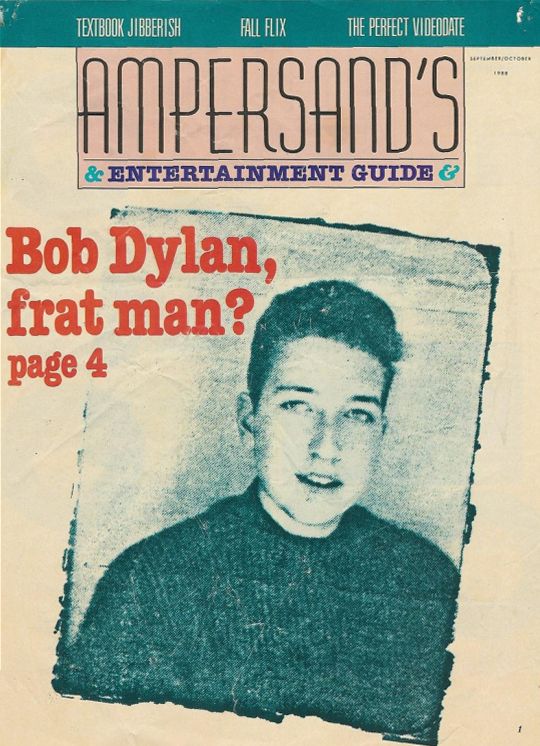 TEXTBOOK JIBBERISH FALL FLIX THE PERFECT VIDEODATE
SEPTEMBER/OCTOBER
1988
AMPERSAND'S
& ENTERTAINMENT GUIDE &
Bob Dylan,
frat man?
page 4
1